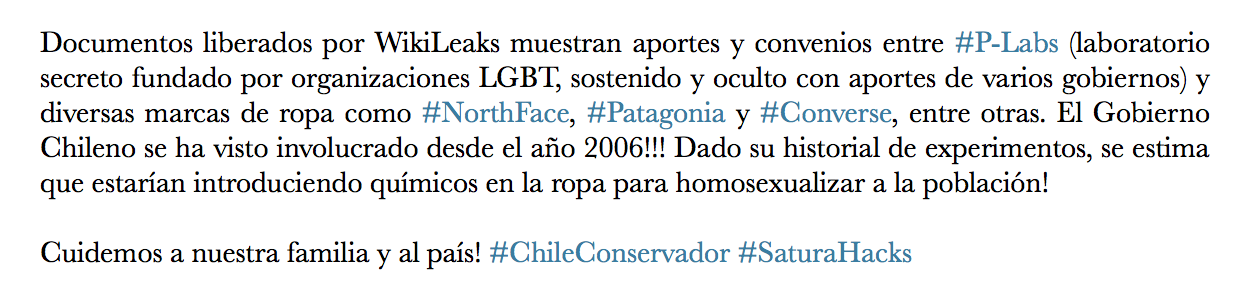 Documentos liberados por WikiLeaks muestran aportes y convenios entre #P-Labs (laboratorio
secreto fundado por organizaciones LGBT, sostenido y oculto con aportes de varios gobiernos) y
diversas marcas de ropa como #NorthFace, #Patagonia y #Converse, entre otras. El Gobierno
Chileno se ha visto involucrado desde el año 2006!!! Dado su historial de experimentos, se estima
que estarían introduciendo químicos en la ropa para homosexualizar a la población!
Cuidemos a nuestra familia y al país! #ChileConservador #SaturaHacks